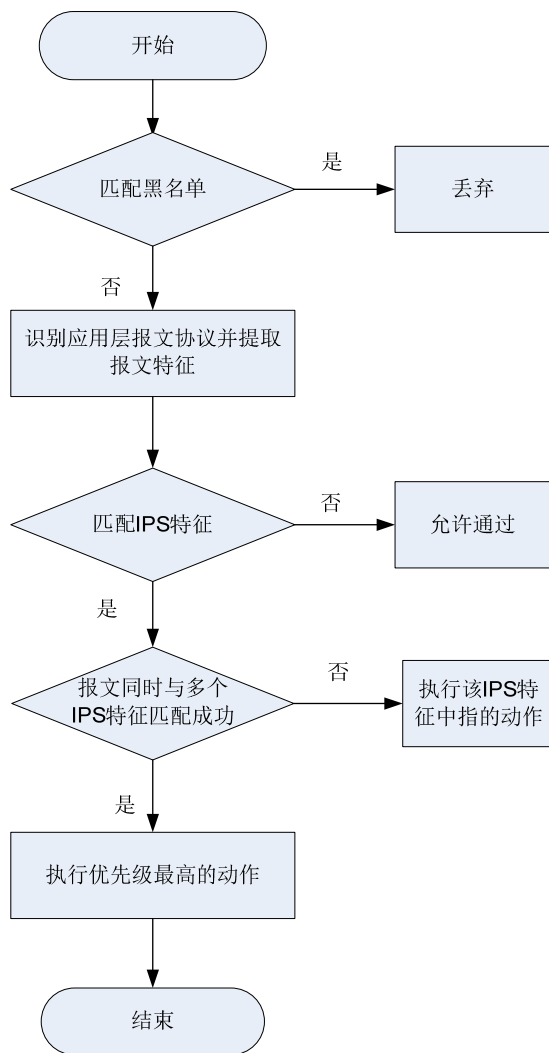 开始
匹配黑名单
是
丢弃
否
识别应用层报文协议并提取
报文特征
匹配IPS特征
否
允许通过
是
报文同时与多个
IPS特征匹配成功
否
执行该IPS特
征中指的动作
是
执行优先级最高的动作
结束